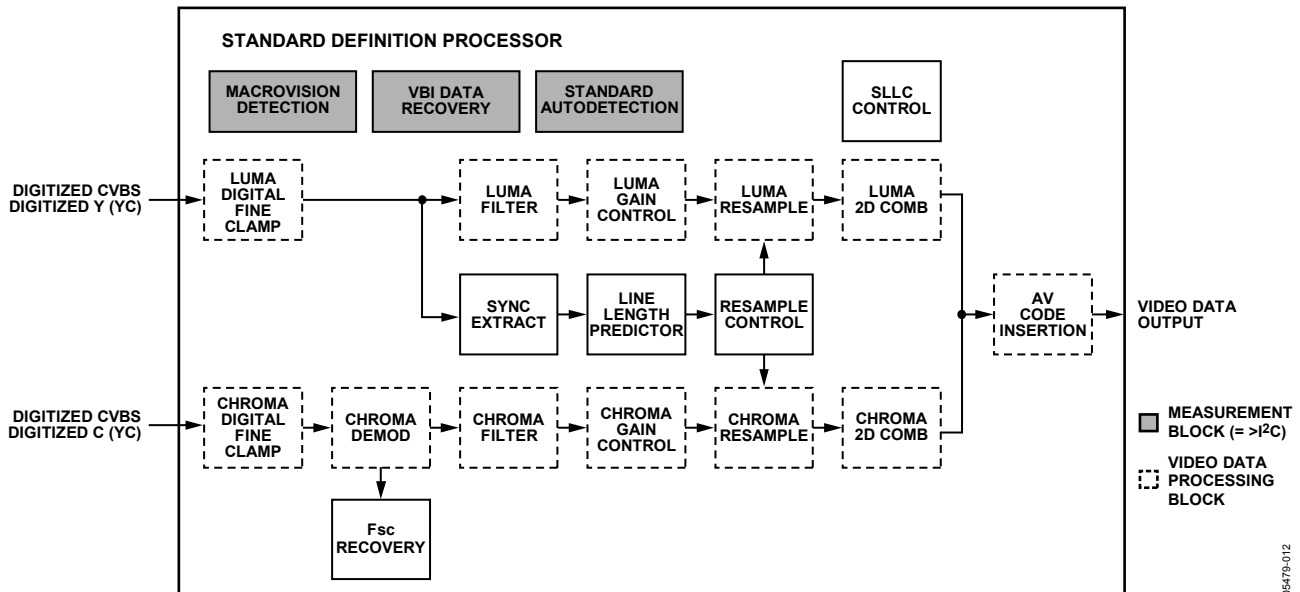 STANDARD DEFINITION PROCESSOR
MACROVISION
DETECTION
VBI DATA
RECOVERY
STANDARD
AUTODETECTION
SLLC
CONTROL
DIGITIZED CVBS
DIGITIZED Y (YC)
LUMA
DIGITAL
FINE
CLAMP
LUMA
FILTER
LUMA
GAIN
CONTROL
LUMA
RESAMPLE
LUMA
2D COMB
SYNC
EXTRACT
LINE
LENGTH
PREDICTOR
RESAMPLE
CONTROL
AV
CODE
INSERTION
VIDEO DATA
OUTPUT
DIGITIZED CVBS
DIGITIZED C (YC)
CHROMA
DIGITAL
FINE
CLAMP
CHROMA
DEMOD
CHROMA
FILTER
CHROMA
GAIN
CONTROL
CHROMA
RESAMPLE
CHROMA
2D COMB
Fsc
RECOVERY
MEASUREMENT
BLOCK (= >I²C)
VIDEO DATA
PROCESSING
BLOCK
05479-012